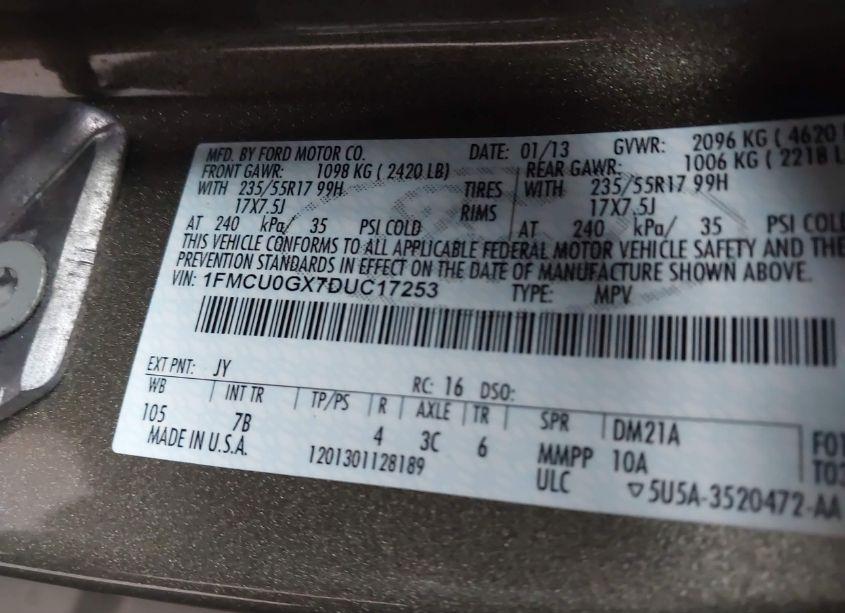 MFD. BY FORD MOTOR CO. DATE: 01/13 GVWR: 2096 KG ( 4620
FRONT GAWR: 1098 KG ( 2420 LB) REAR GAWR: 1006 KG ( 2218 L
WITH 235/55R17 99H TIRES WITH 235/55R17 99H
17X7.5J RIMS 17X7.5J
AT 240 kPa/ 35 PSI COLD AT 240 kPa/ 35 PSI COLD
THIS VEHICLE CONFORMS TO ALL APPLICABLE FEDERAL MOTOR VEHICLE SAFETY AND THE
PREVENTION STANDARDS IN EFFECT ON THE DATE OF MANUFACTURE SHOWN ABOVE.
VIN: 1FMCU0GX7DUC17253 TYPE: MPV
EXT PNT: JY RC: 16 DSO:
WB INT TR TP/PS R AXLE TR SPR DM21A F01
105 7B 4 3C 6 MMPP 10A T02
MADE IN U.S.A. 1201301128189 ULC 5U5A-3520472-AA